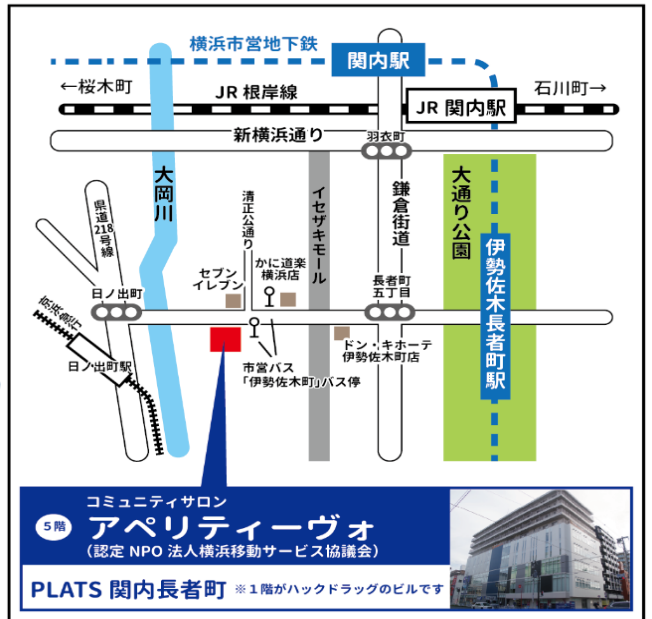 横浜市営地下鉄
関内駅
←桜木町
JR 根岸線
石川町→
JR 関内駅
新横浜通り
羽衣町
大岡川
県道218号線
清正公通り
イセザキモール
鎌倉街道
大通り公園
伊勢佐木長者町駅
セブン
イレブン
かに道楽
横浜店
長者町
五丁目
日ノ出町
京浜急行
日ノ出町駅
市営バス
「伊勢佐木町」バス停
ドン・キホーテ
伊勢佐木町店
コミュニティサロン
5階
アペリティーヴォ
(認定 NPO 法人横浜移動サービス協議会)
PLATS 関内長者町 ※1階がハックドラッグのビルです